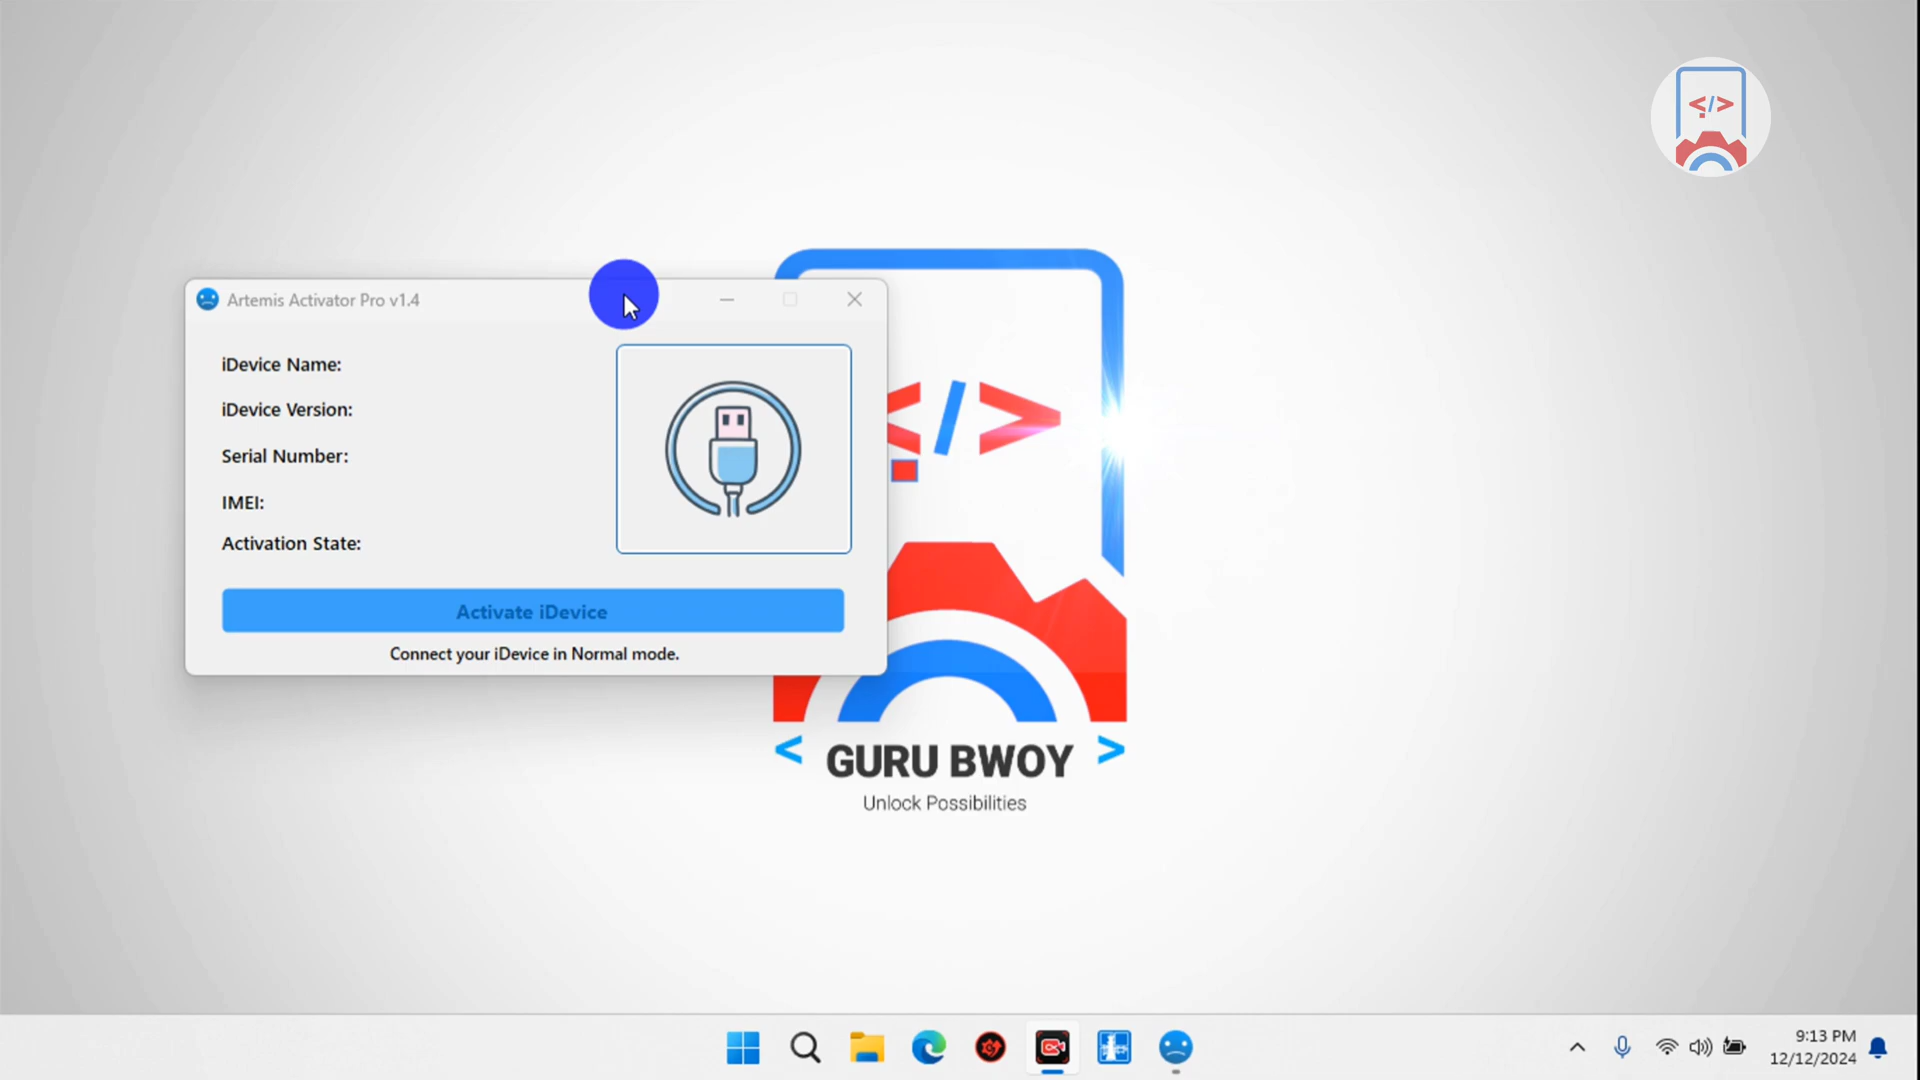 </>
Artemis Activator Pro v1.4
iDevice Name:
iDevice Version:
Serial Number:
IMEI:
Activation State:
Activate iDevice
Connect your iDevice in Normal mode.
</>
< GURU BWOY >
Unlock Possibilities
9:13 PM
12/12/2024